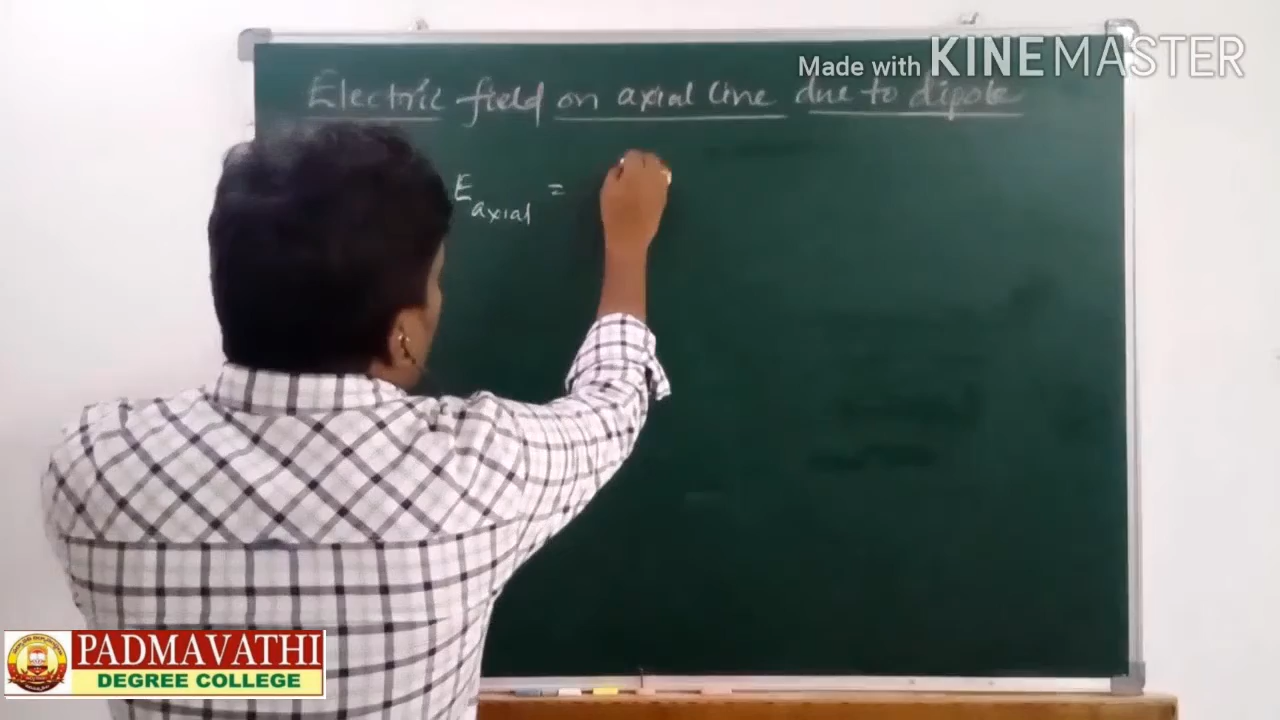 Made with KINEMASTER
Electric field on axial line due to dipole
E axial =
PADMAVATHI
DEGREE COLLEGE